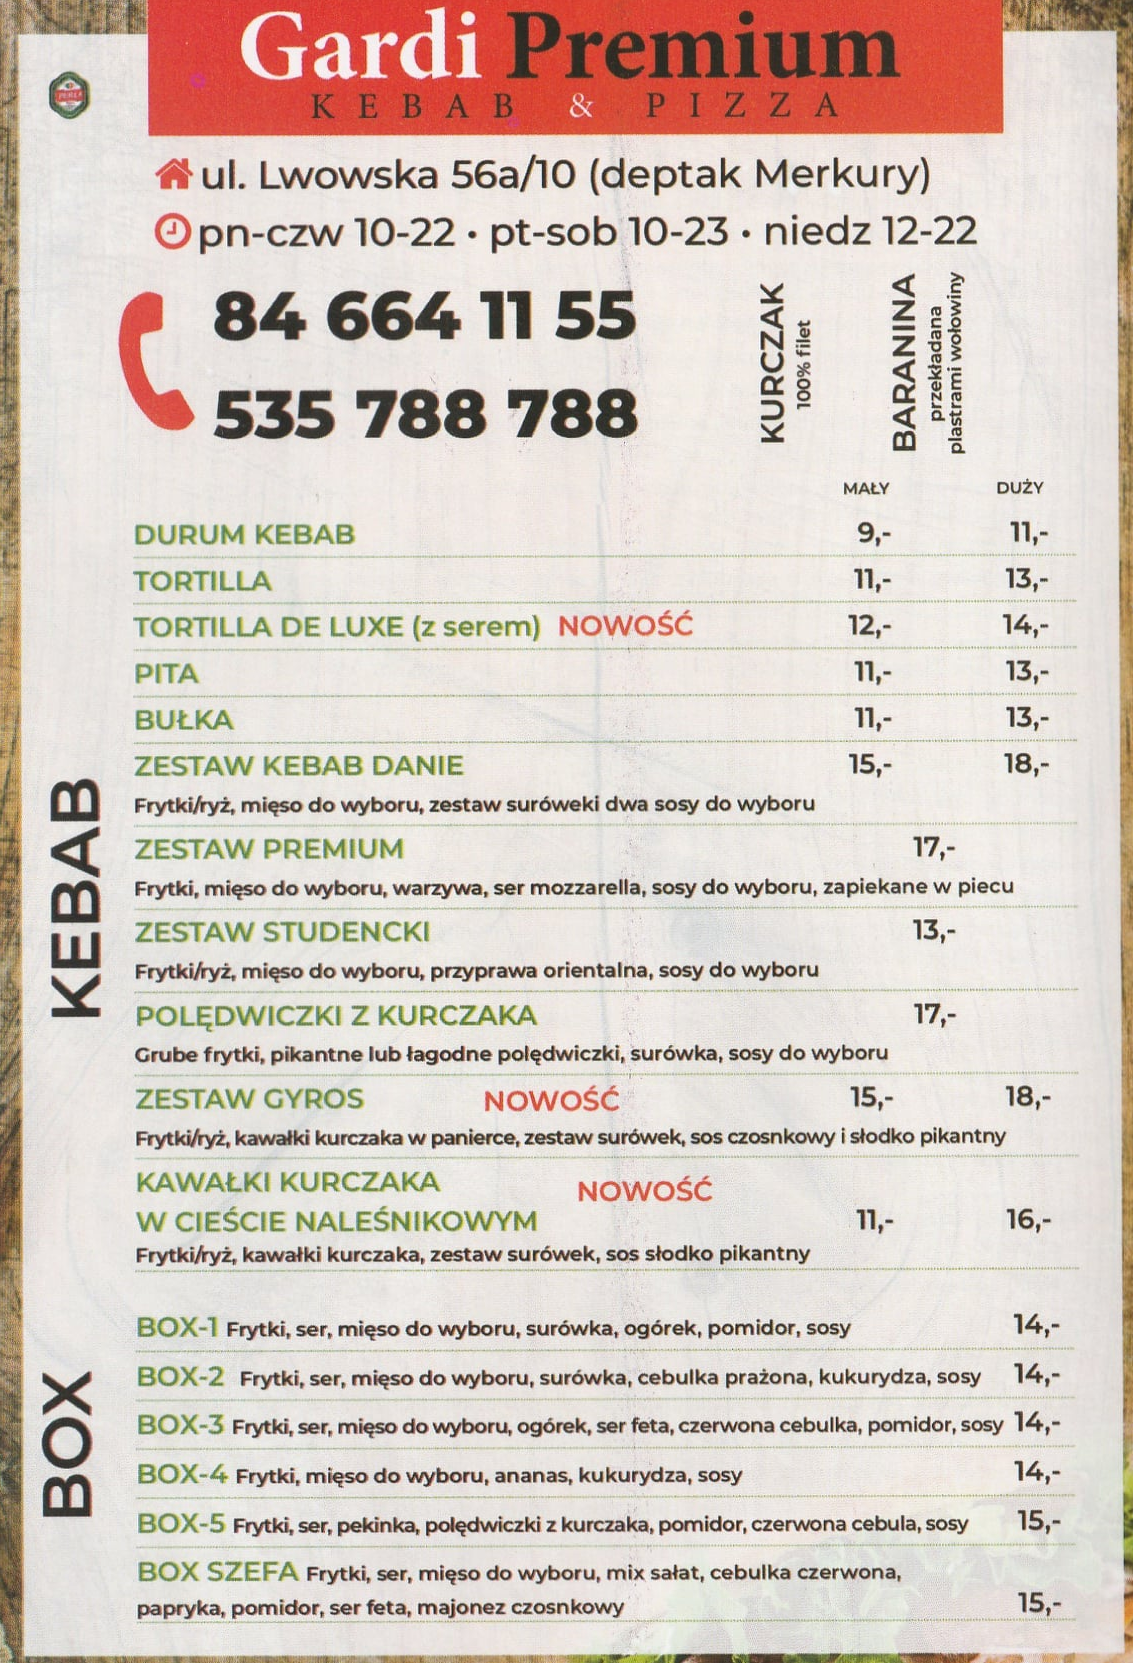 Gardi Premium
KEBAB & PIZZA
PERŁA
ul. Lwowska 56a/10 (deptak Merkury)
pn-czw 10-22 • pt-sob 10-23 • niedz 12-22
84 664 11 55
535 788 788
KURCZAK
100% filet
BARANINA
przekładana
plastrami wołowiny
MAŁY DUŻY
KEBAB
DURUM KEBAB 9,- 11,-
TORTILLA 11,- 13,-
TORTILLA DE LUXE (z serem) NOWOŚĆ 12,- 14,-
PITA 11,- 13,-
BUŁKA 11,- 13,-
ZESTAW KEBAB DANIE 15,- 18,-
Frytki/ryż, mięso do wyboru, zestaw suróweki dwa sosy do wyboru
ZESTAW PREMIUM 17,-
Frytki, mięso do wyboru, warzywa, ser mozzarella, sosy do wyboru, zapiekane w piecu
ZESTAW STUDENCKI 13,-
Frytki/ryż, mięso do wyboru, przyprawa orientalna, sosy do wyboru
POLĘDWICZKI Z KURCZAKA 17,-
Grube frytki, pikantne lub łagodne polędwiczki, surówka, sosy do wyboru
ZESTAW GYROS NOWOŚĆ 15,- 18,-
Frytki/ryż, kawałki kurczaka w panierce, zestaw surówek, sos czosnkowy i słodko pikantny
KAWAŁKI KURCZAKA NOWOŚĆ
W CIEŚCIE NALEŚNIKOWYM 11,- 16,-
Frytki/ryż, kawałki kurczaka, zestaw surówek, sos słodko pikantny
BOX
BOX-1 Frytki, ser, mięso do wyboru, surówka, ogórek, pomidor, sosy 14,-
BOX-2 Frytki, ser, mięso do wyboru, surówka, cebulka prażona, kukurydza, sosy 14,-
BOX-3 Frytki, ser, mięso do wyboru, ogórek, ser feta, czerwona cebulka, pomidor, sosy 14,-
BOX-4 Frytki, mięso do wyboru, ananas, kukurydza, sosy 14,-
BOX-5 Frytki, ser, pekinka, polędwiczki z kurczaka, pomidor, czerwona cebula, sosy 15,-
BOX SZEFA Frytki, ser, mięso do wyboru, mix sałat, cebulka czerwona,
papryka, pomidor, ser feta, majonez czosnkowy 15,-